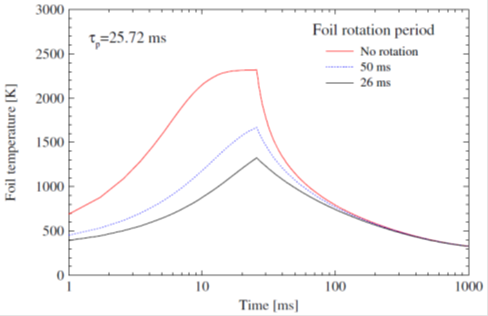 3000
τp=25.72 ms
Foil rotation period
No rotation
50 ms
26 ms
2500
2000
1500
1000
500
0
Foil temperature [K]
1
10
100
1000
Time [ms]